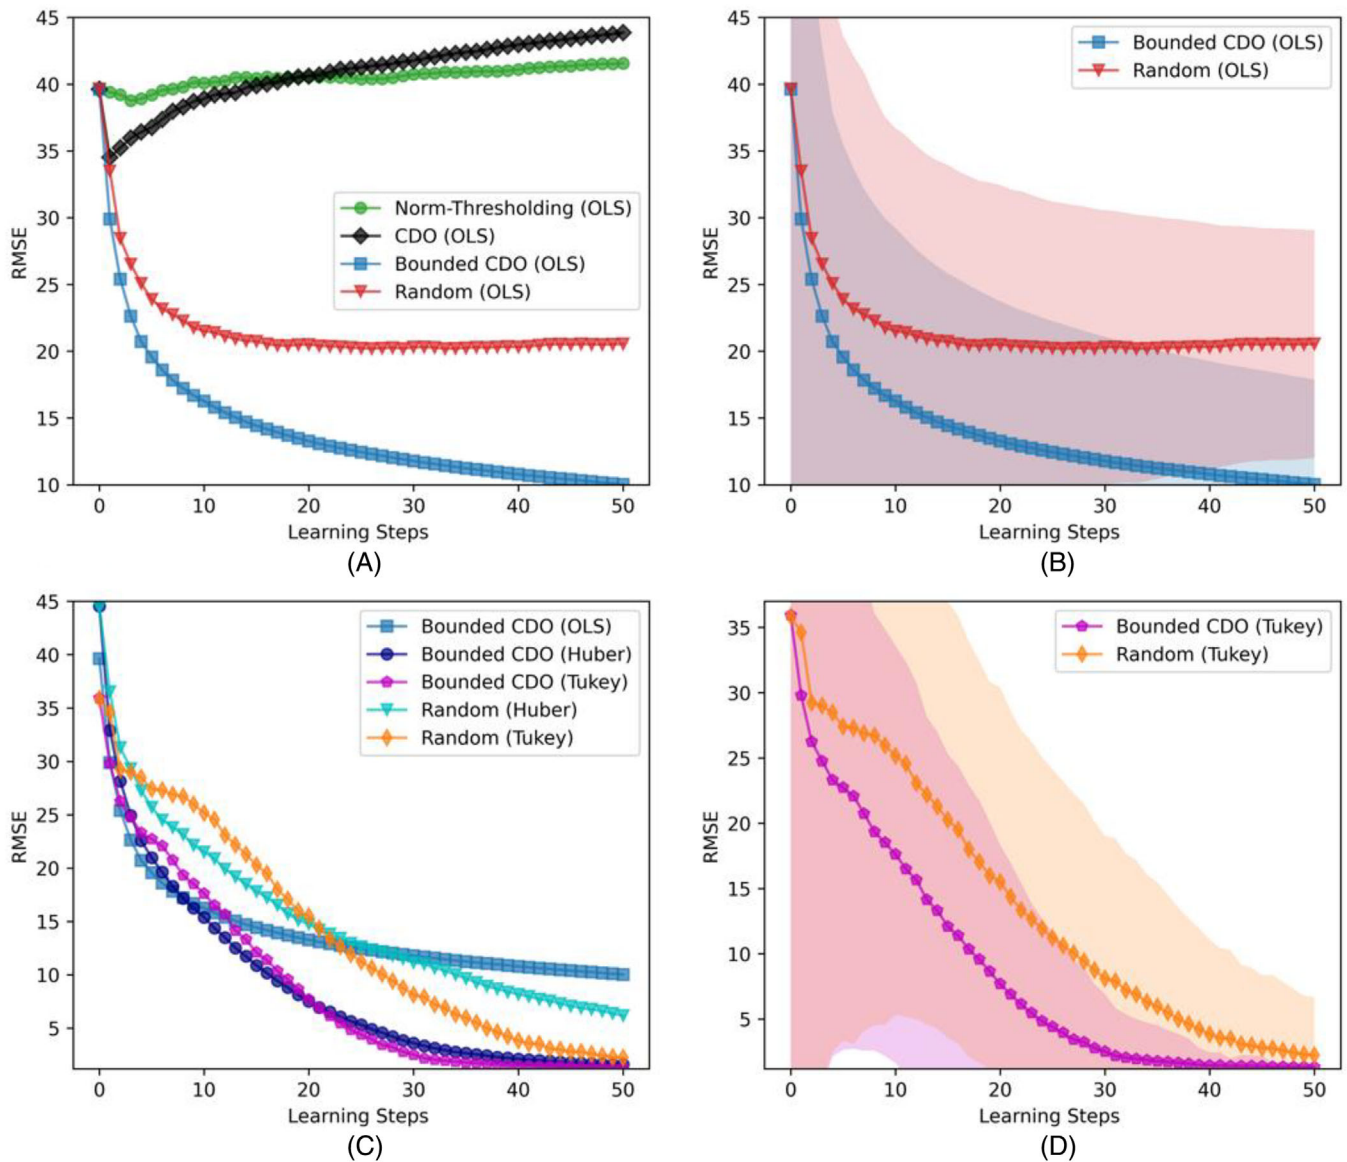 45
40
35
30
25
20
15
10
RMSE
Norm-Thresholding (OLS)
CDO (OLS)
Bounded CDO (OLS)
Random (OLS)
0 10 20 30 40 50
Learning Steps
(A)
45
40
35
30
25
20
15
10
RMSE
Bounded CDO (OLS)
Random (OLS)
0 10 20 30 40 50
Learning Steps
(B)
45
40
35
30
25
20
15
10
5
RMSE
Bounded CDO (OLS)
Bounded CDO (Huber)
Bounded CDO (Tukey)
Random (Huber)
Random (Tukey)
0 10 20 30 40 50
Learning Steps
(C)
35
30
25
20
15
10
5
RMSE
Bounded CDO (Tukey)
Random (Tukey)
0 10 20 30 40 50
Learning Steps
(D)